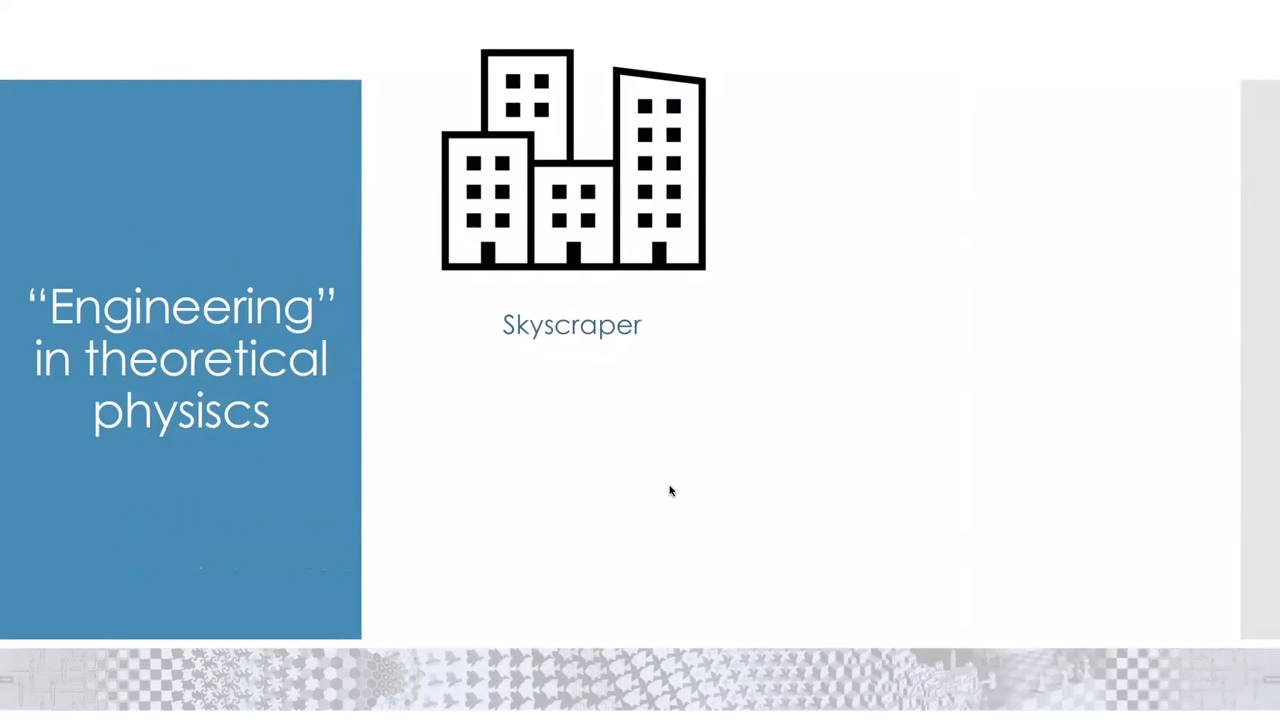 “Engineering”
in theoretical
physiscs
Skyscraper